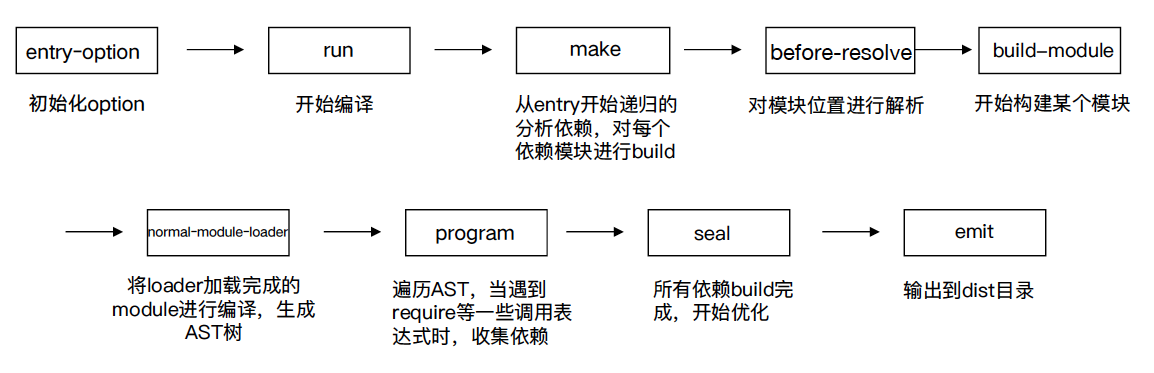 entry-option
run
make
before-resolve
build-module
初始化option
开始编译
从entry开始递归的
分析依赖，对每个
依赖模块进行build
对模块位置进行解析
开始构建某个模块
normal-module-loader
program
seal
emit
将loader加载完成的
module进行编译，生成
AST树
遍历AST，当遇到
require等一些调用表
达式时，收集依赖
所有依赖build完
成，开始优化
输出到dist目录